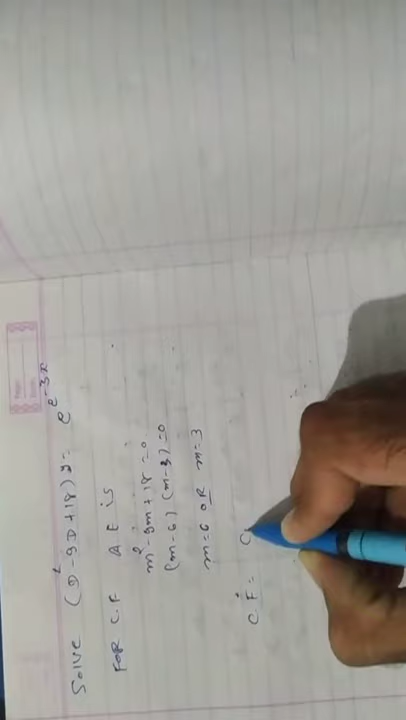 Solve (D²-9D+18)y = e^e^-3x
FOR C.F A E is
m²-9m+18=0
(m-6) (m-3)=0
m=6 OR m=3
C.F = C